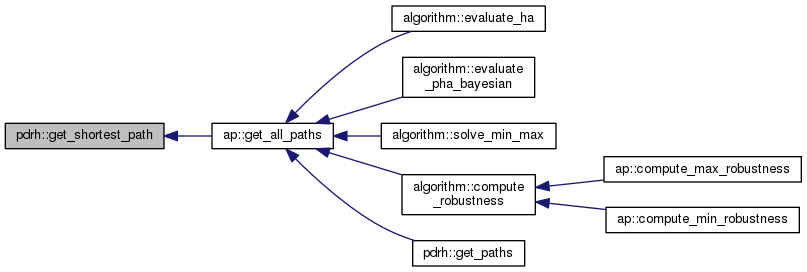 pdrh::get_shortest_path
ap::get_all_paths
algorithm::evaluate_ha
algorithm::evaluate
_pha_bayesian
algorithm::solve_min_max
algorithm::compute
_robustness
pdrh::get_paths
ap::compute_max_robustness
ap::compute_min_robustness